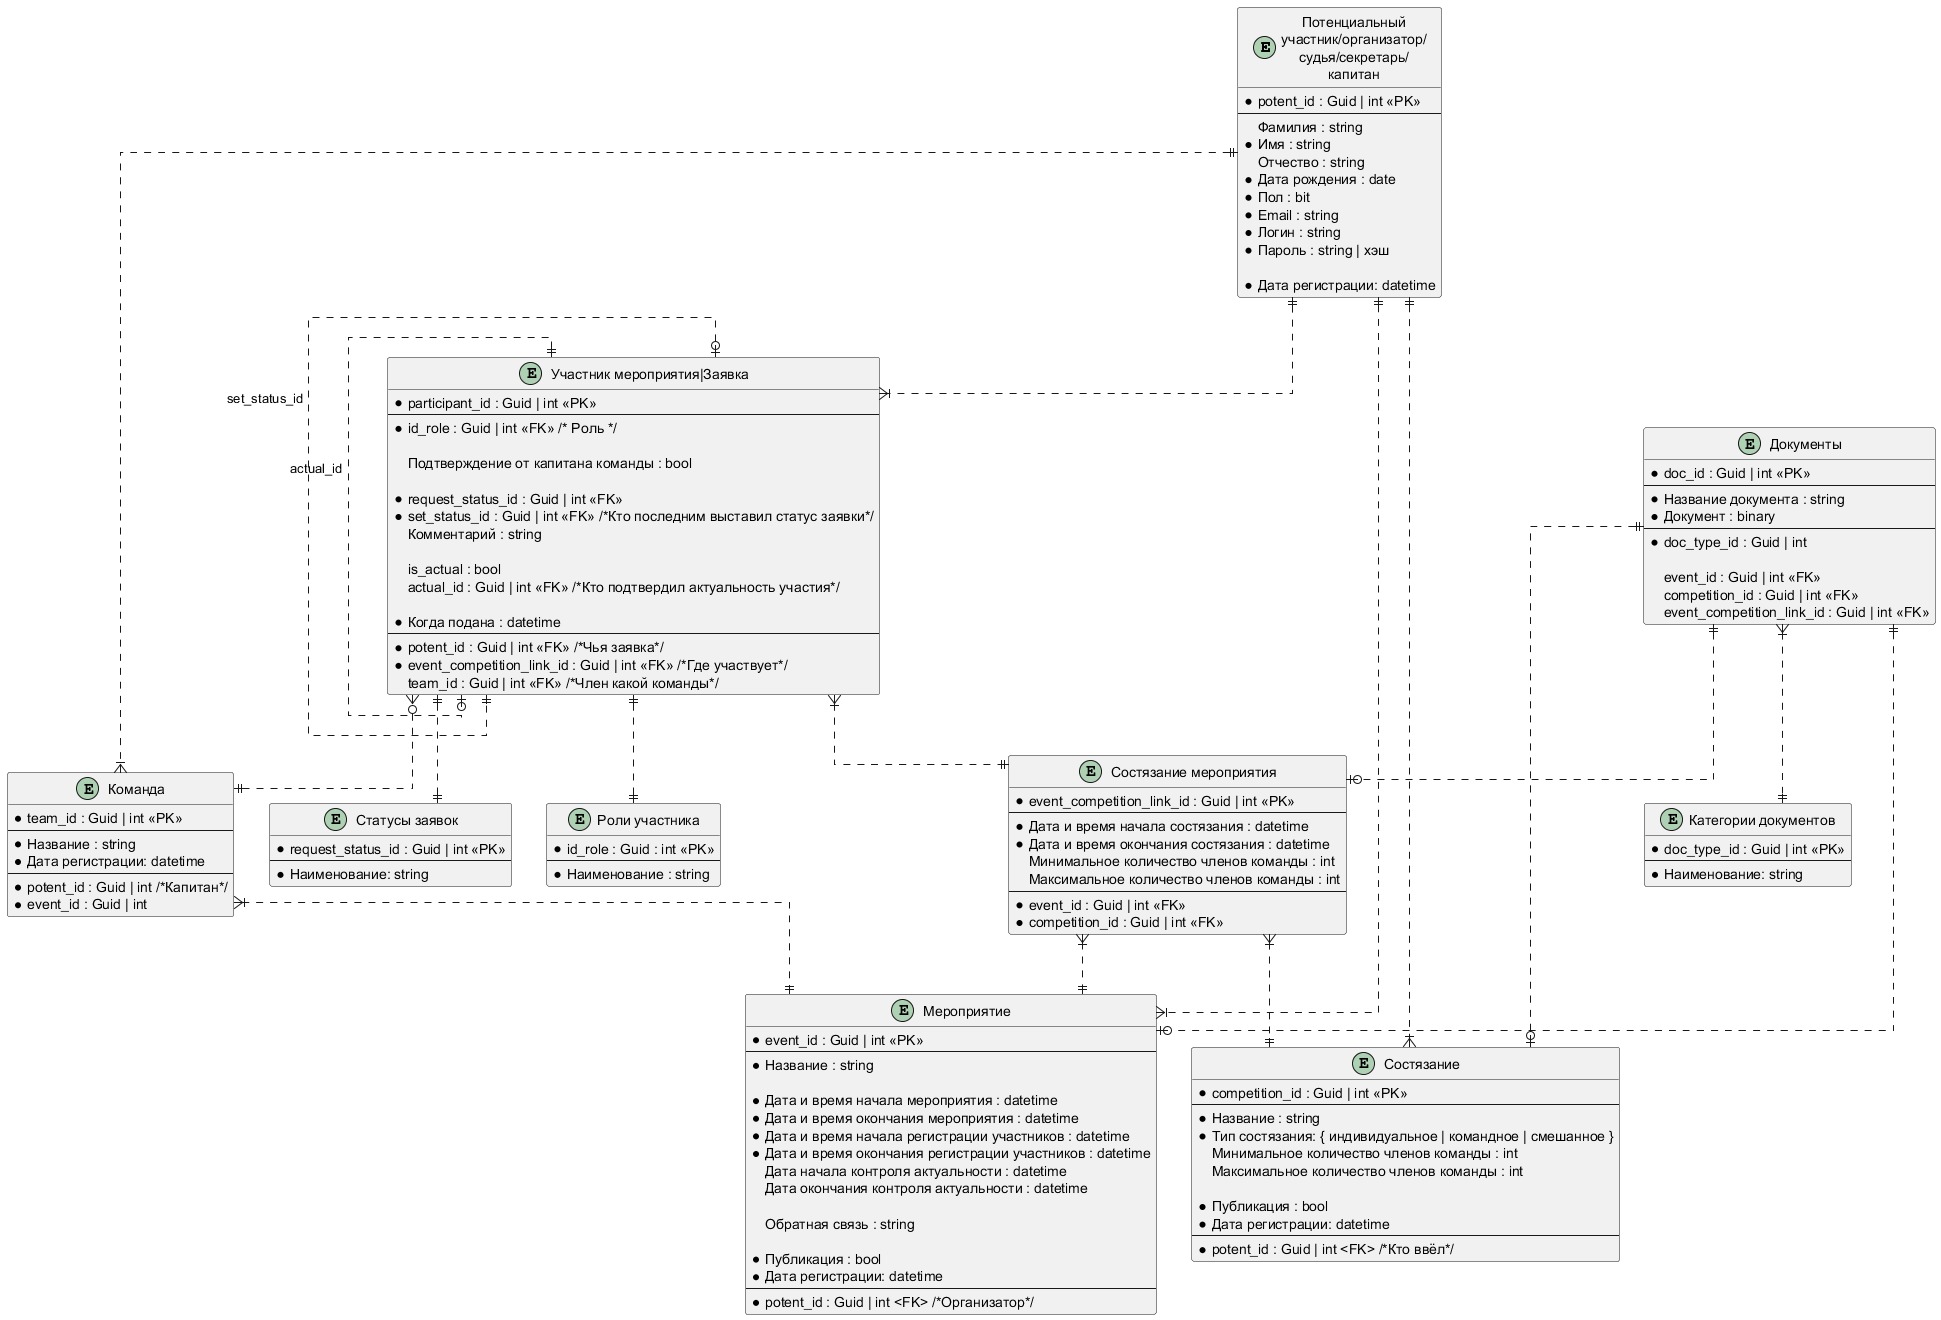 Потенциальный
участник/организатор/
судья/секретарь/
капитан
E
potent_id : Guid | int «PK»
Фамилия : string
Имя : string
Отчество : string
Дата рождения : date
Пол : bit
Email : string
Логин : string
Пароль : string | хэш
Дата регистрации: datetime
set_status_id
actual_id
E Участник мероприятия|Заявка
participant_id : Guid | int «PK»
id_role : Guid | int «FK» /* Роль */
Подтверждение от капитана команды : bool
request_status_id : Guid | int «FK»
set_status_id : Guid | int «FK» /*Кто последним выставил статус заявки*/
Комментарий : string
is_actual : bool
actual_id : Guid | int «FK» /*Кто подтвердил актуальность участия*/
Когда подана : datetime
potent_id : Guid | int «FK» /*Чья заявка*/
event_competition_link_id : Guid | int «FK» /*Где участвует*/
team_id : Guid | int «FK» /*Член какой команды*/
E Документы
doc_id : Guid | int «PK»
Название документа : string
Документ : binary
doc_type_id : Guid | int
event_id : Guid | int «FK»
competition_id : Guid | int «FK»
event_competition_link_id : Guid | int «FK»
E Команда
team_id : Guid | int «PK»
Название : string
Дата регистрации: datetime
potent_id : Guid | int /*Капитан*/
event_id : Guid | int
E Статусы заявок
request_status_id : Guid | int «PK»
Наименование: string
E Роли участника
id_role : Guid : int «PK»
Наименование : string
E Состязание мероприятия
event_competition_link_id : Guid | int «PK»
Дата и время начала состязания : datetime
Дата и время окончания состязания : datetime
Минимальное количество членов команды : int
Максимальное количество членов команды : int
event_id : Guid | int «FK»
competition_id : Guid | int «FK»
E Категории документов
doc_type_id : Guid | int «PK»
Наименование: string
E Мероприятие
event_id : Guid | int «PK»
Название : string
Дата и время начала мероприятия : datetime
Дата и время окончания мероприятия : datetime
Дата и время начала регистрации участников : datetime
Дата и время окончания регистрации участников : datetime
Дата начала контроля актуальности : datetime
Дата окончания контроля актуальности : datetime
Обратная связь : string
Публикация : bool
Дата регистрации: datetime
potent_id : Guid | int <FK> /*Организатор*/
E Состязание
competition_id : Guid | int «PK»
Название : string
Тип состязания: { индивидуальное | командное | смешанное }
Минимальное количество членов команды : int
Максимальное количество членов команды : int
Публикация : bool
Дата регистрации: datetime
potent_id : Guid | int <FK> /*Кто ввёл*/